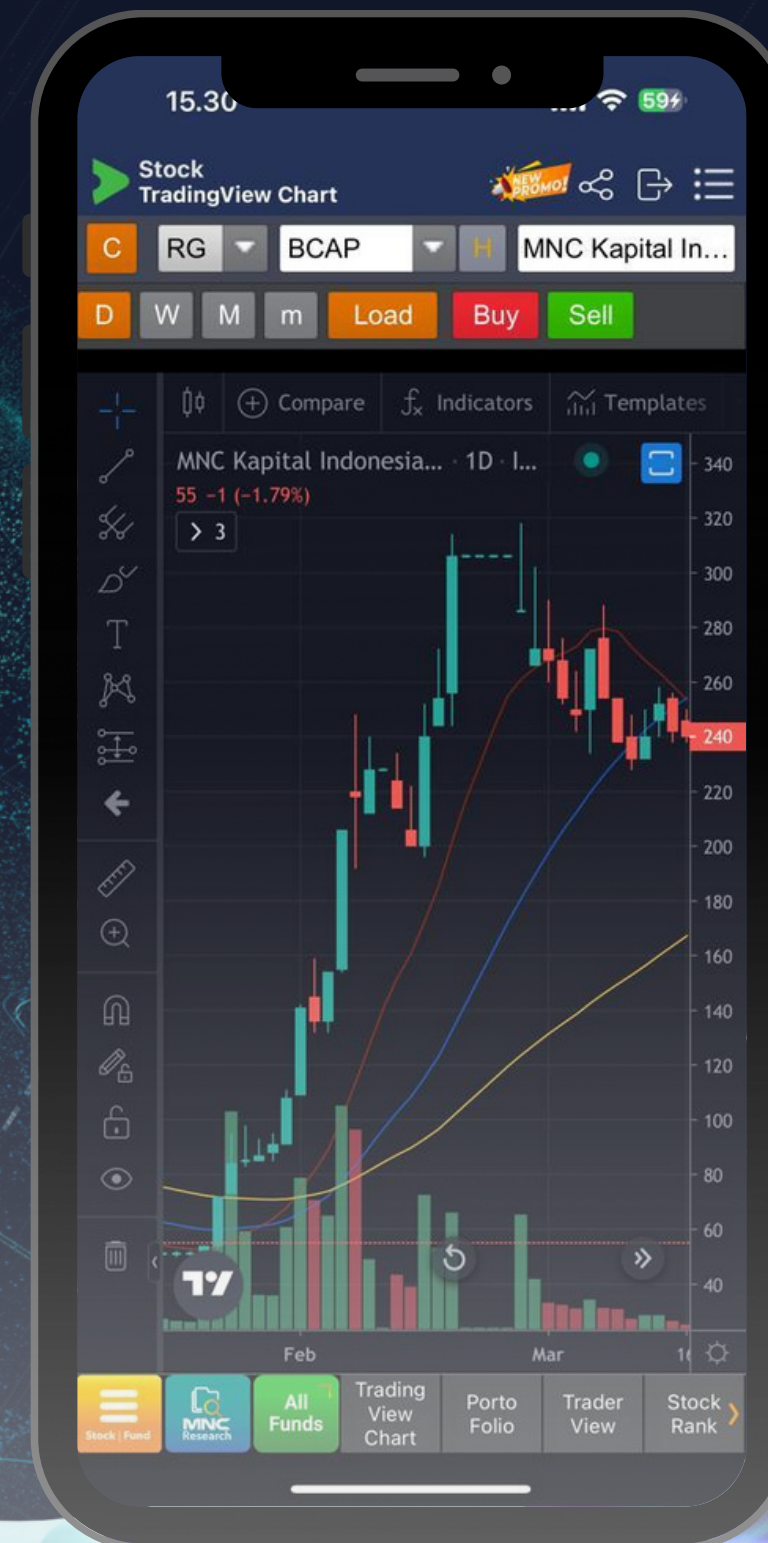 15.30
59
Stock
TradingView Chart
NEW PROMO!
C RG BCAP H MNC Kapital In...
D W M m Load Buy Sell
Compare Indicators Templates
MNC Kapital Indonesia... · 1D · I...
55 −1 (−1.79%)
3
340
320
300
280
260
240
220
200
180
160
140
120
100
80
60
40
T
Feb Mar
Stock | Fund
MNC
Research
All
Funds
Trading
View
Chart
Porto
Folio
Trader
View
Stock
Rank